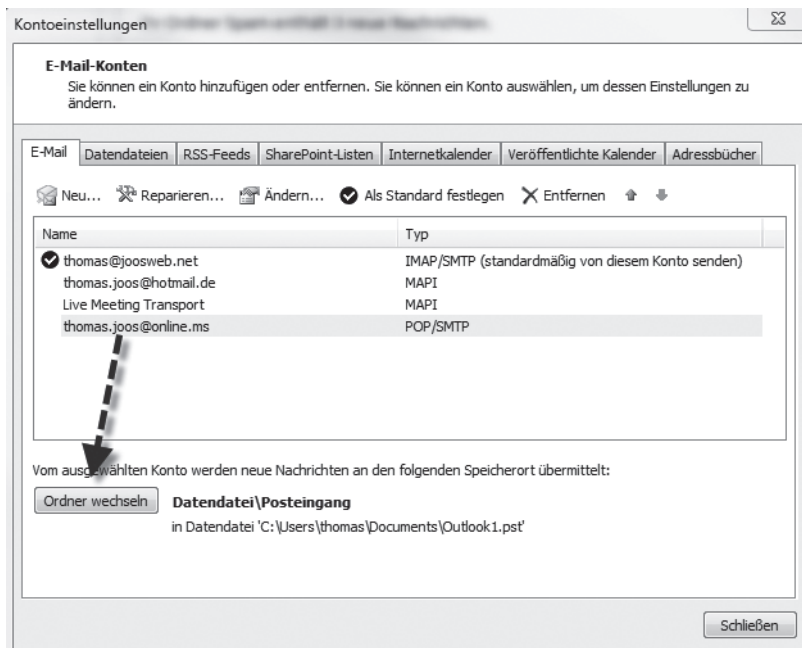 Kontoeinstellungen
E-Mail-Konten
Sie können ein Konto hinzufügen oder entfernen. Sie können ein Konto auswählen, um dessen Einstellungen zu
ändern.
E-Mail Datendateien RSS-Feeds SharePoint-Listen Internetkalender Veröffentlichte Kalender Adressbücher
Neu... Reparieren... Ändern... Als Standard festlegen Entfernen
Name Typ
thomas@joosweb.net IMAP/SMTP (standardmäßig von diesem Konto senden)
thomas.joos@hotmail.de MAPI
Live Meeting Transport MAPI
thomas.joos@online.ms POP/SMTP
Vom ausgewählten Konto werden neue Nachrichten an den folgenden Speicherort übermittelt:
Ordner wechseln Datendatei\Posteingang
in Datendatei 'C:\Users\thomas\Documents\Outlook1.pst'
Schließen